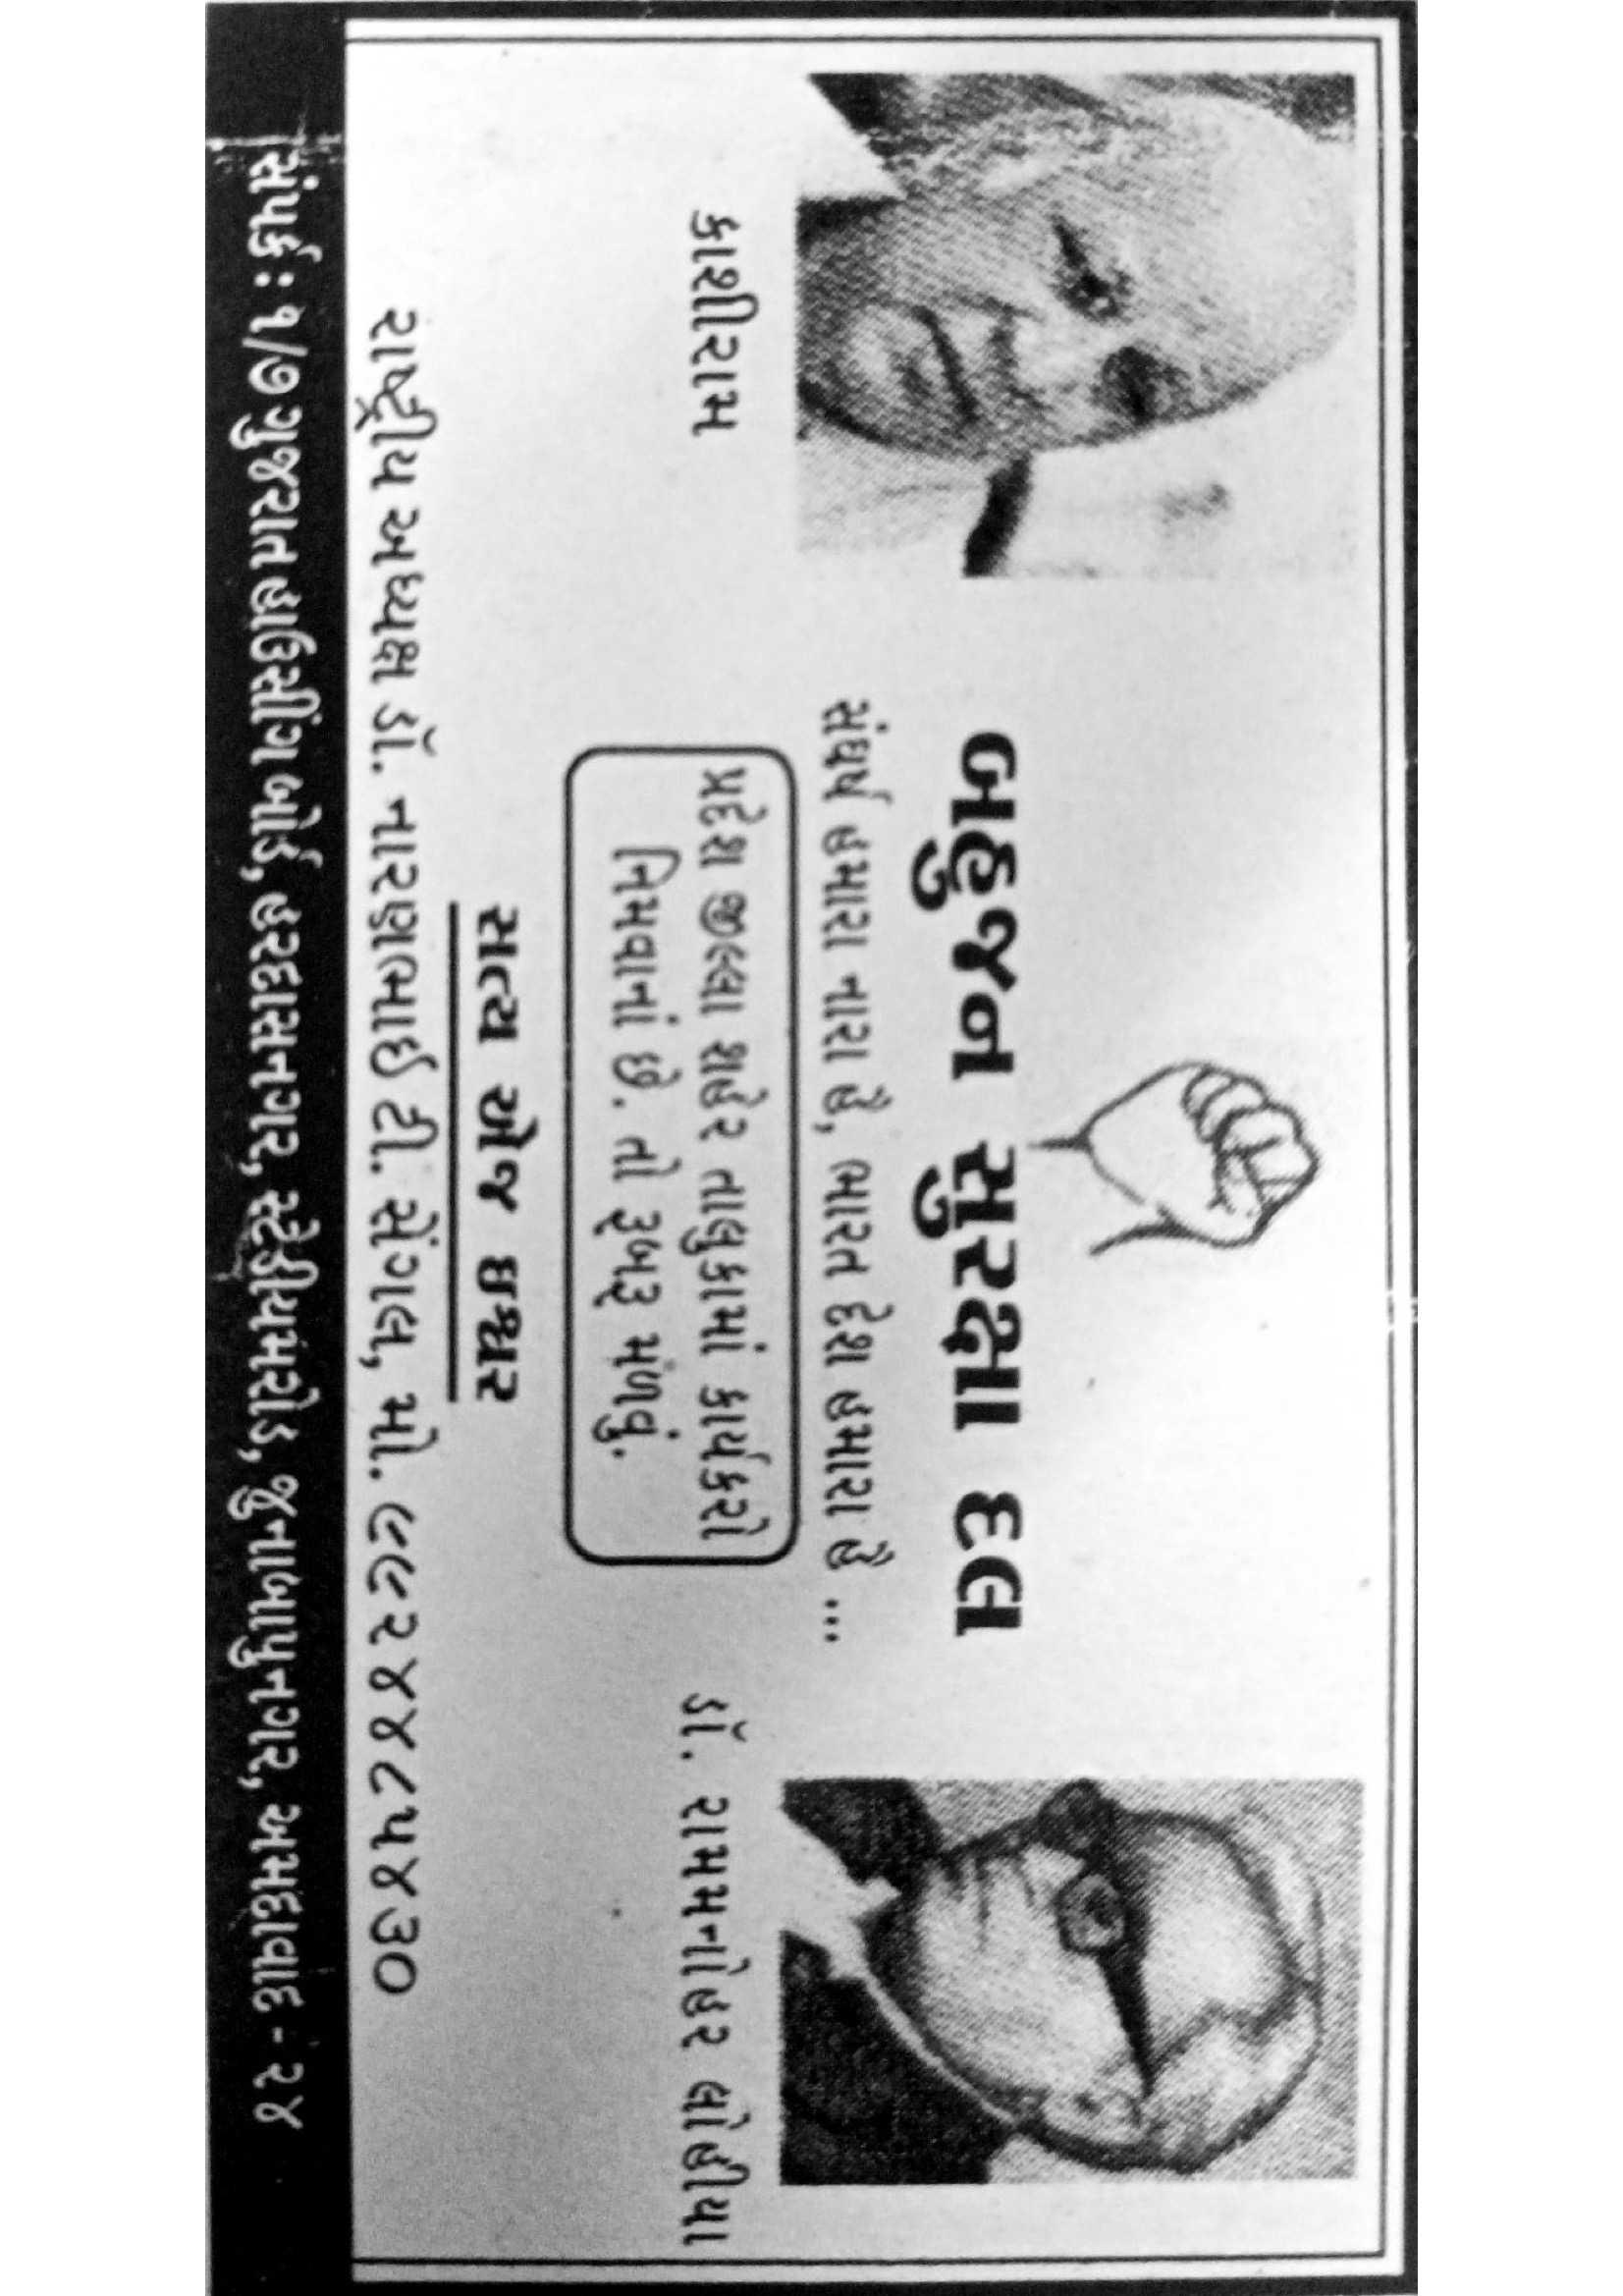 બહુજન સુરક્ષા દલ
સંઘર્ષ હમારા નારા હૈ, ભારત દેશ હમારા હૈ ...
કાશીરામ
ડૉ. રામમનોહર લોહીયા
પ્રદેશ જીલ્લા શહેર તાલુકામાં કાર્યકરો
નિમવાનાં છે. તો રૂબરૂ મળવું.
સત્ય એજ ઇશ્વર
રાષ્ટ્રીય અધ્યક્ષ ડૉ. નારણભાઇ ટી. સેંગલ, મો. ૯૯૨૪૪૮૫૪૩૦
સંપર્ક : ૧/૭ ગુજરાત હાઉસીંગ બોર્ડ, હરદાસનગર, સ્ટેડીયમરોડ, જુનાબાપુનગર, અમદાવાદ - ૨૪